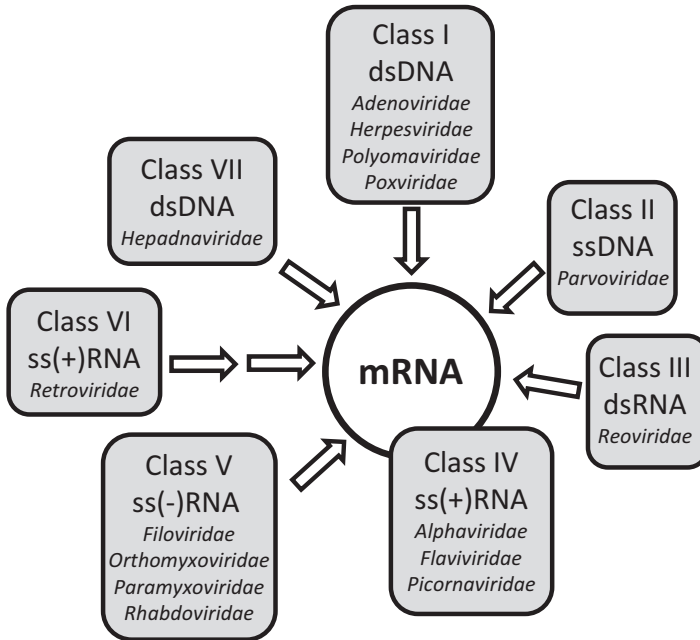 Class I
dsDNA
Adenoviridae
Herpesviridae
Polyomaviridae
Poxviridae
Class II
ssDNA
Parvoviridae
Class III
dsRNA
Reoviridae
Class IV
ss(+)RNA
Alphaviridae
Flaviviridae
Picornaviridae
Class V
ss(-)RNA
Filoviridae
Orthomyxoviridae
Paramyxoviridae
Rhabdoviridae
Class VI
ss(+)RNA
Retroviridae
Class VII
dsDNA
Hepadnaviridae
mRNA